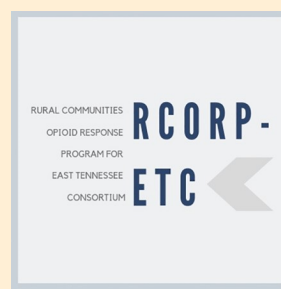 RURAL COMMUNITIES
OPIOID RESPONSE
PROGRAM FOR
EAST TENNESSEE
CONSORTIUM
RCORP-
ETC